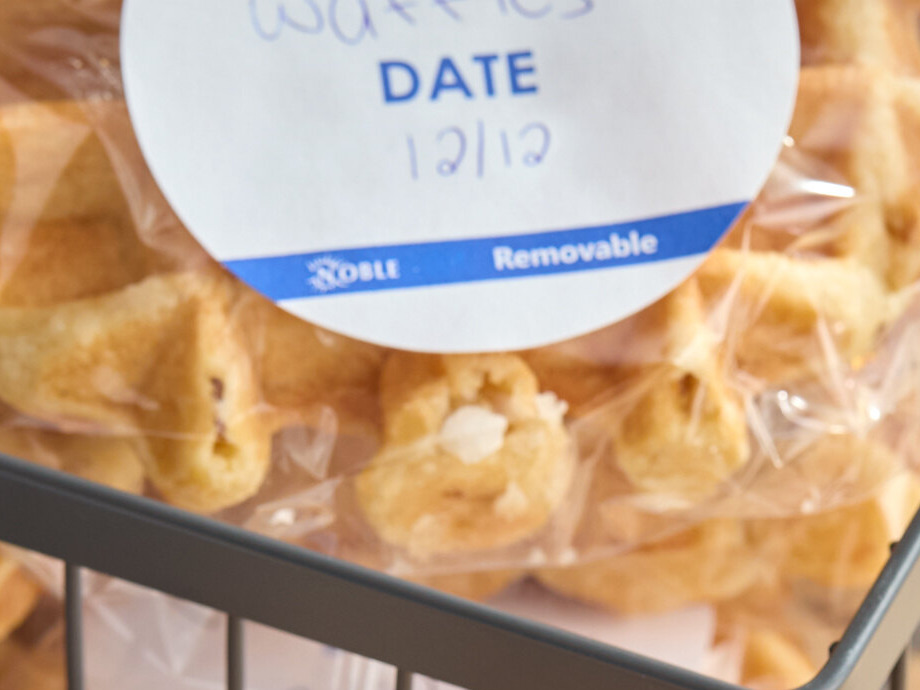 Waffles
DATE
12/12
NOBLE Removable